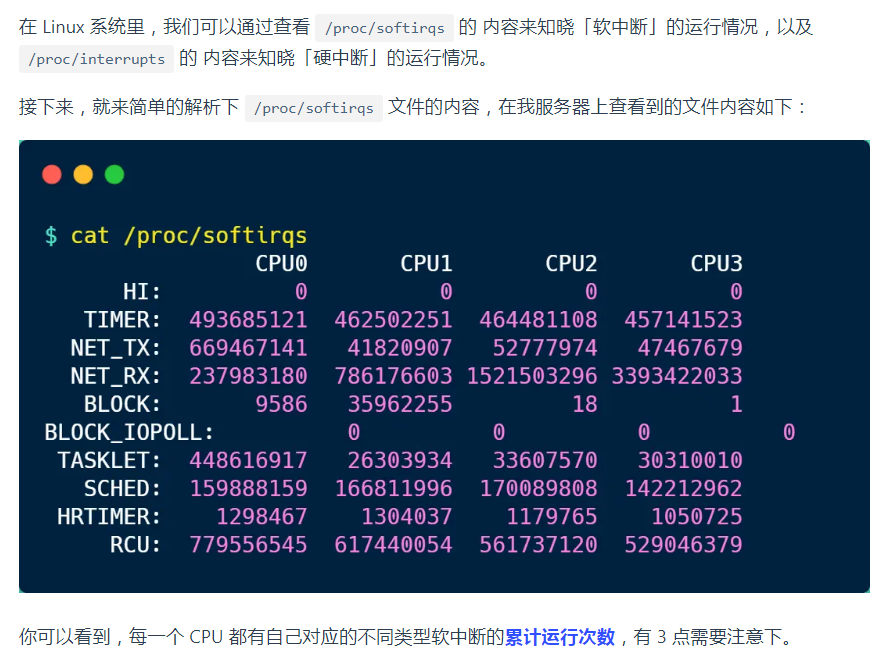 在 Linux 系统里，我们可以通过查看 /proc/softirqs 的 内容来知晓「软中断」的运行情况，以及
/proc/interrupts 的 内容来知晓「硬中断」的运行情况。
接下来，就来简单的解析下 /proc/softirqs 文件的内容，在我服务器上查看到的文件内容如下：
$ cat /proc/softirqs
CPU0 CPU1 CPU2 CPU3
HI: 0 0 0 0
TIMER: 493685121 462502251 464481108 457141523
NET_TX: 669467141 41820907 52777974 47467679
NET_RX: 237983180 786176603 1521503296 3393422033
BLOCK: 9586 35962255 18 1
BLOCK_IOPOLL: 0 0 0 0
TASKLET: 448616917 26303934 33607570 30310010
SCHED: 159888159 166811996 170089808 142212962
HRTIMER: 1298467 1304037 1179765 1050725
RCU: 779556545 617440054 561737120 529046379
你可以看到，每一个 CPU 都有自己对应的不同类型软中断的累计运行次数，有 3 点需要注意下。